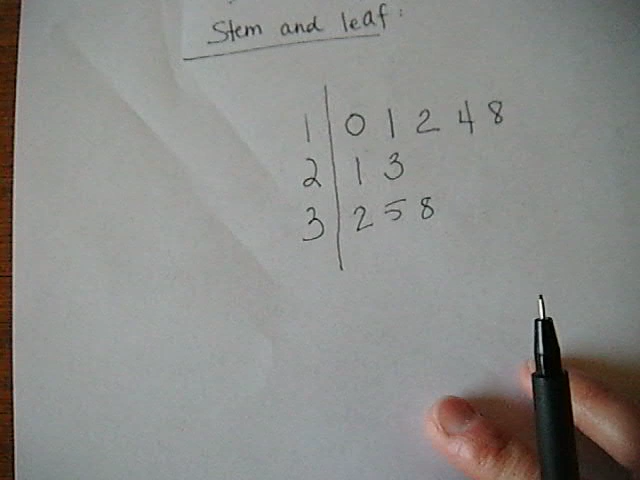 Stem and leaf:
1 | 0 1 2 4 8
2 | 1 3
3 | 2 5 8